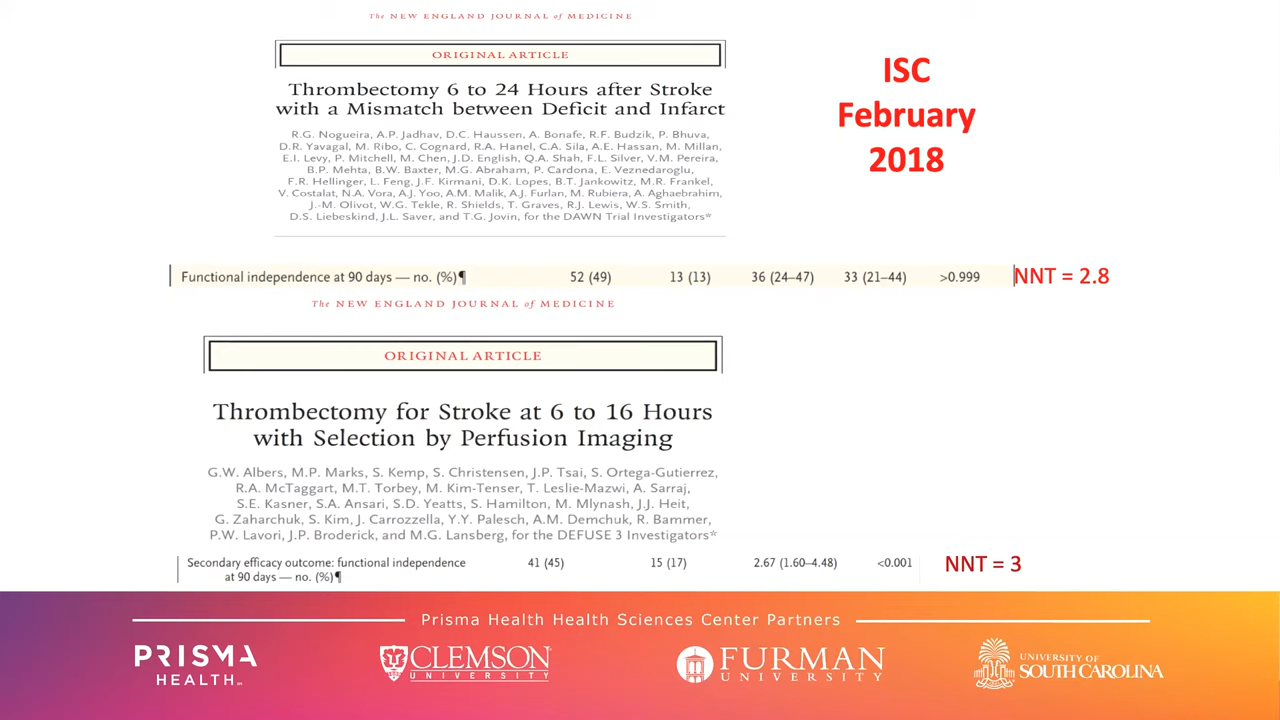 The NEW ENGLAND JOURNAL of MEDICINE
ORIGINAL ARTICLE
Thrombectomy 6 to 24 Hours after Stroke
with a Mismatch between Deficit and Infarct
R.G. Nogueira, A.P. Jadhav, D.C. Haussen, A. Bonafe, R.F. Budzik, P. Bhuva,
D.R. Yavagal, M. Ribo, C. Cognard, R.A. Hanel, C.A. Sila, A.E. Hassan, M. Millan,
E.I. Levy, P. Mitchell, M. Chen, J.D. English, Q.A. Shah, F.L. Silver, V.M. Pereira,
B.P. Mehta, B.W. Baxter, M.G. Abraham, P. Cardona, E. Veznedaroglu,
F.R. Hellinger, L. Feng, J.F. Kirmani, D.K. Lopes, B.T. Jankowitz, M.R. Frankel,
V. Costalat, N.A. Vora, A.J. Yoo, A.M. Malik, A.J. Furlan, M. Rubiera, A. Aghaebrahim,
J.-M. Olivot, W.G. Tekle, R. Shields, T. Graves, R.J. Lewis, W.S. Smith,
D.S. Liebeskind, J.L. Saver, and T.G. Jovin, for the DAWN Trial Investigators*
ISC
February
2018
Functional independence at 90 days — no. (%)¶ 52 (49) 13 (13) 36 (24–47) 33 (21–44) >0.999 NNT = 2.8
The NEW ENGLAND JOURNAL of MEDICINE
ORIGINAL ARTICLE
Thrombectomy for Stroke at 6 to 16 Hours
with Selection by Perfusion Imaging
G.W. Albers, M.P. Marks, S. Kemp, S. Christensen, J.P. Tsai, S. Ortega-Gutierrez,
R.A. McTaggart, M.T. Torbey, M. Kim-Tenser, T. Leslie-Mazwi, A. Sarraj,
S.E. Kasner, S.A. Ansari, S.D. Yeatts, S. Hamilton, M. Mlynash, J.J. Heit,
G. Zaharchuk, S. Kim, J. Carrozzella, Y.Y. Palesch, A.M. Demchuk, R. Bammer,
P.W. Lavori, J.P. Broderick, and M.G. Lansberg, for the DEFUSE 3 Investigators*
Secondary efficacy outcome: functional independence 41 (45) 15 (17) 2.67 (1.60–4.48) <0.001 NNT = 3
at 90 days — no. (%)¶
Prisma Health Health Sciences Center Partners
PRISMA
HEALTH
CLEMSON
UNIVERSITY
FURMAN
UNIVERSITY
UNIVERSITY OF
SOUTH CAROLINA